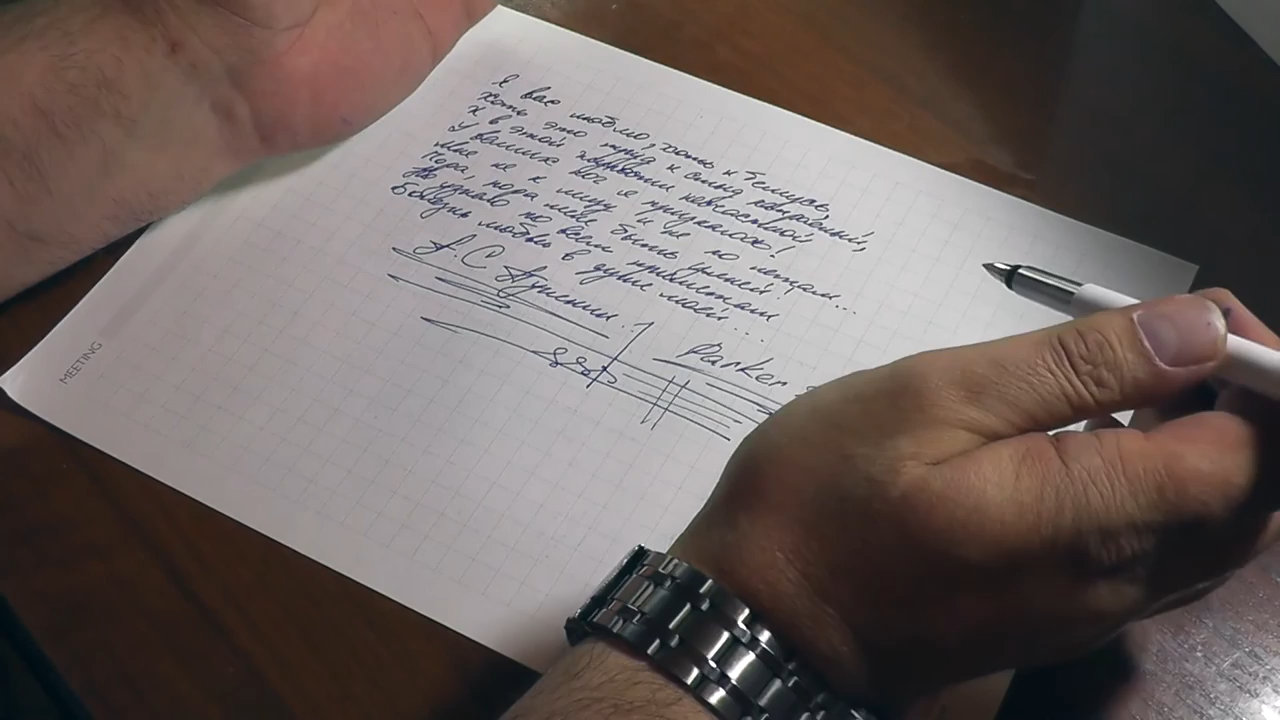 Я вас люблю, хоть и бешусь,
Хоть это труд и стыд напрасный,
И в этой глупости несчастной
У ваших ног я признаюсь!
Мне не к лицу и не по летам...
Пора, пора мне быть умней!
Но узнаю по всем приметам
Болезнь любви в душе моей...
А.С Пушкин.
Parker
MEETING